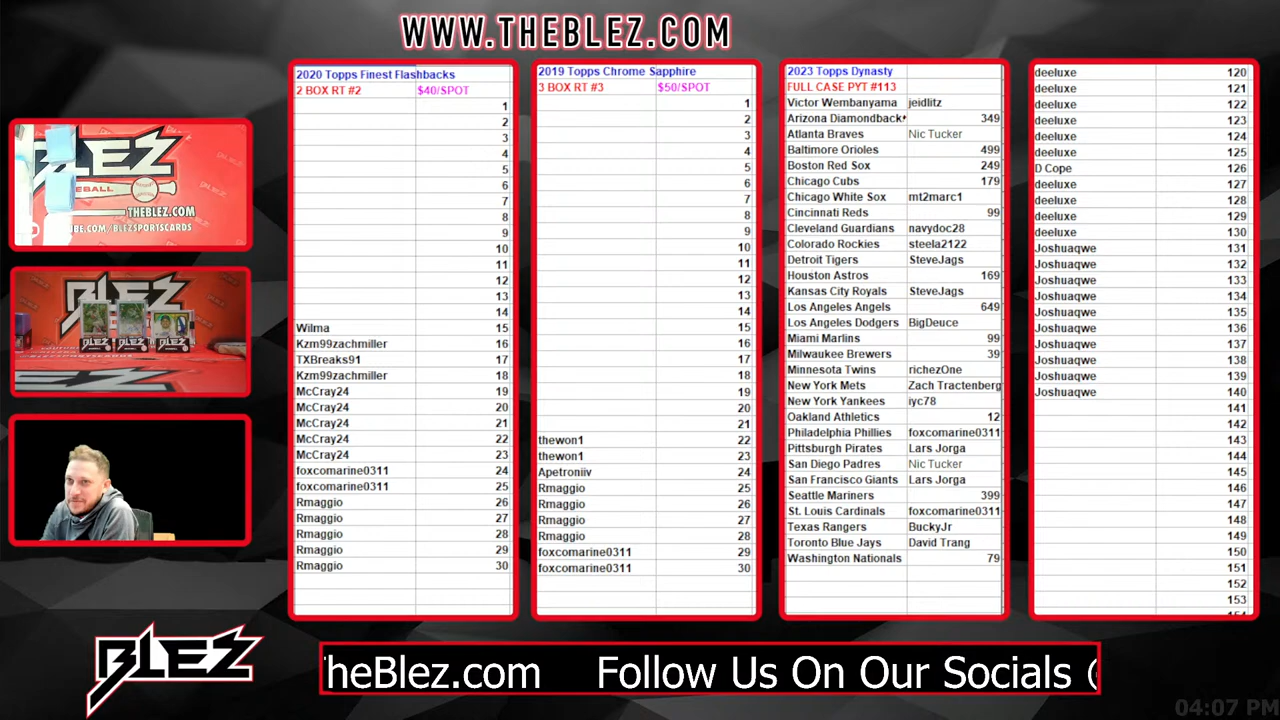 WWW.THEBLEZ.COM
2020 Topps Finest Flashbacks
2 BOX RT #2 $40/SPOT
1
2
3
4
5
6
7
8
9
10
11
12
13
14
Wilma 15
Kzm99zachmiller 16
TXBreaks91 17
Kzm99zachmiller 18
McCray24 19
McCray24 20
McCray24 21
McCray24 22
McCray24 23
foxcomarine0311 24
foxcomarine0311 25
Rmaggio 26
Rmaggio 27
Rmaggio 28
Rmaggio 29
Rmaggio 30
2019 Topps Chrome Sapphire
3 BOX RT #3 $50/SPOT
1
2
3
4
5
6
7
8
9
10
11
12
13
14
15
16
17
18
19
20
21
thewon1 22
thewon1 23
Apetroniiv 24
Rmaggio 25
Rmaggio 26
Rmaggio 27
Rmaggio 28
foxcomarine0311 29
foxcomarine0311 30
2023 Topps Dynasty
FULL CASE PYT #113
Victor Wembanyama jeidlitz
Arizona Diamondback 349
Atlanta Braves Nic Tucker
Baltimore Orioles 499
Boston Red Sox 249
Chicago Cubs 179
Chicago White Sox mt2marc1
Cincinnati Reds 99
Cleveland Guardians navydoc28
Colorado Rockies steela2122
Detroit Tigers SteveJags
Houston Astros 169
Kansas City Royals SteveJags
Los Angeles Angels 649
Los Angeles Dodgers BigDeuce
Miami Marlins 99
Milwaukee Brewers 39
Minnesota Twins richezOne
New York Mets Zach Tractenberg
New York Yankees iyc78
Oakland Athletics 12
Philadelphia Phillies foxcomarine0311
Pittsburgh Pirates Lars Jorga
San Diego Padres Nic Tucker
San Francisco Giants Lars Jorga
Seattle Mariners 399
St. Louis Cardinals foxcomarine0311
Texas Rangers BuckyJr
Toronto Blue Jays David Trang
Washington Nationals 79
deeluxe 120
deeluxe 121
deeluxe 122
deeluxe 123
deeluxe 124
deeluxe 125
D Cope 126
deeluxe 127
deeluxe 128
deeluxe 129
deeluxe 130
Joshuaqwe 131
Joshuaqwe 132
Joshuaqwe 133
Joshuaqwe 134
Joshuaqwe 135
Joshuaqwe 136
Joshuaqwe 137
Joshuaqwe 138
Joshuaqwe 139
Joshuaqwe 140
141
142
143
144
145
146
147
148
149
150
151
152
153
BLEZ
THEBLEZ.COM
BLEZ
BLEZ
heBlez.com Follow Us On Our Socials
04:07 PM